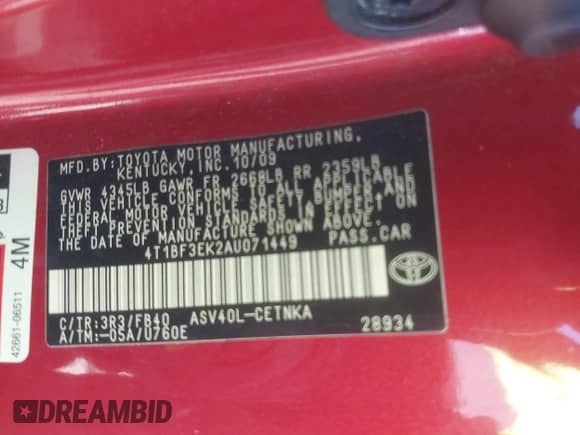 MFD.BY:TOYOTA MOTOR MANUFACTURING,
KENTUCKY, INC. 10/09
GVWR 4345LB GAWR FR 2668LB RR 2359LB
THIS VEHICLE CONFORMS TO ALL APPLICABLE
FEDERAL MOTOR VEHICLE SAFETY, BUMPER, AND
THEFT PREVENTION STANDARDS IN EFFECT ON
THE DATE OF MANUFACTURE SHOWN ABOVE.
4T1BF3EK2AU071449 PASS.CAR
C/TR:3R3/FB40 ASV40L-CETNKA
A/TM:-05A/U760E 28934
4M
42661-06511
DREAMBID